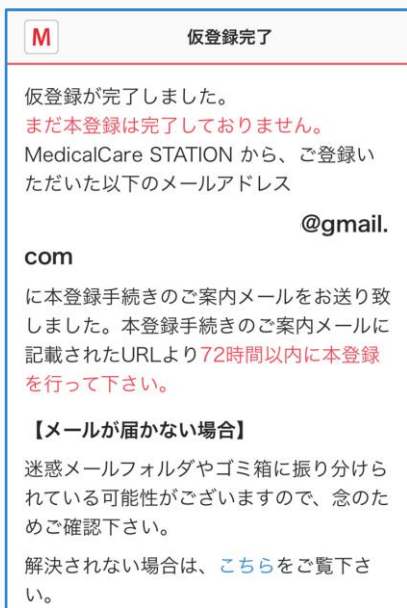 M
仮登録完了
仮登録が完了しました。
まだ本登録は完了しておりません。
MedicalCare STATION から、ご登録い
ただいた以下のメールアドレス
@gmail.
com
に本登録手続きのご案内メールをお送り致
しました。本登録手続きのご案内メールに
記載されたURLより72時間以内に本登録
を行って下さい。
【メールが届かない場合】
迷惑メールフォルダやゴミ箱に振り分けら
れている可能性がございますので、念のた
めご確認下さい。
解決されない場合は、こちらをご覧下さ
い。